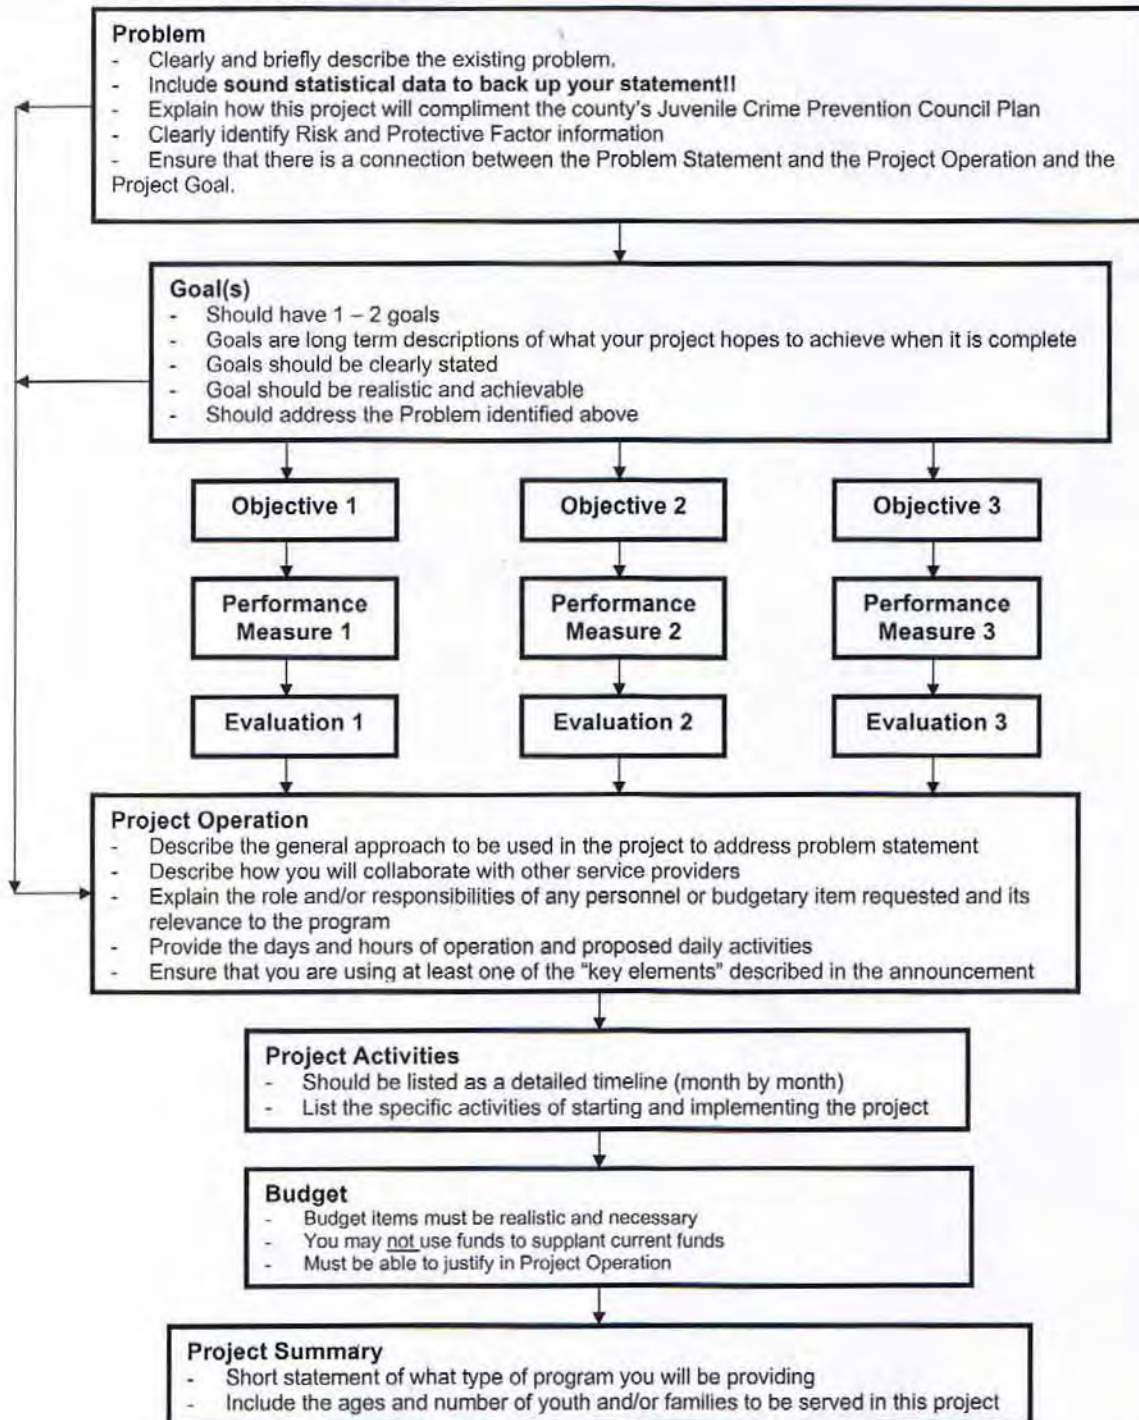 Problem
- Clearly and briefly describe the existing problem.
- Include sound statistical data to back up your statement!!
- Explain how this project will compliment the county's Juvenile Crime Prevention Council Plan
- Clearly identify Risk and Protective Factor information
- Ensure that there is a connection between the Problem Statement and the Project Operation and the
Project Goal.
Goal(s)
- Should have 1 – 2 goals
- Goals are long term descriptions of what your project hopes to achieve when it is complete
- Goals should be clearly stated
- Goal should be realistic and achievable
- Should address the Problem identified above
Objective 1
Objective 2
Objective 3
Performance
Measure 1
Performance
Measure 2
Performance
Measure 3
Evaluation 1
Evaluation 2
Evaluation 3
Project Operation
- Describe the general approach to be used in the project to address problem statement
- Describe how you will collaborate with other service providers
- Explain the role and/or responsibilities of any personnel or budgetary item requested and its
relevance to the program
- Provide the days and hours of operation and proposed daily activities
- Ensure that you are using at least one of the "key elements" described in the announcement
Project Activities
- Should be listed as a detailed timeline (month by month)
- List the specific activities of starting and implementing the project
Budget
- Budget items must be realistic and necessary
- You may not use funds to supplant current funds
- Must be able to justify in Project Operation
Project Summary
- Short statement of what type of program you will be providing
- Include the ages and number of youth and/or families to be served in this project